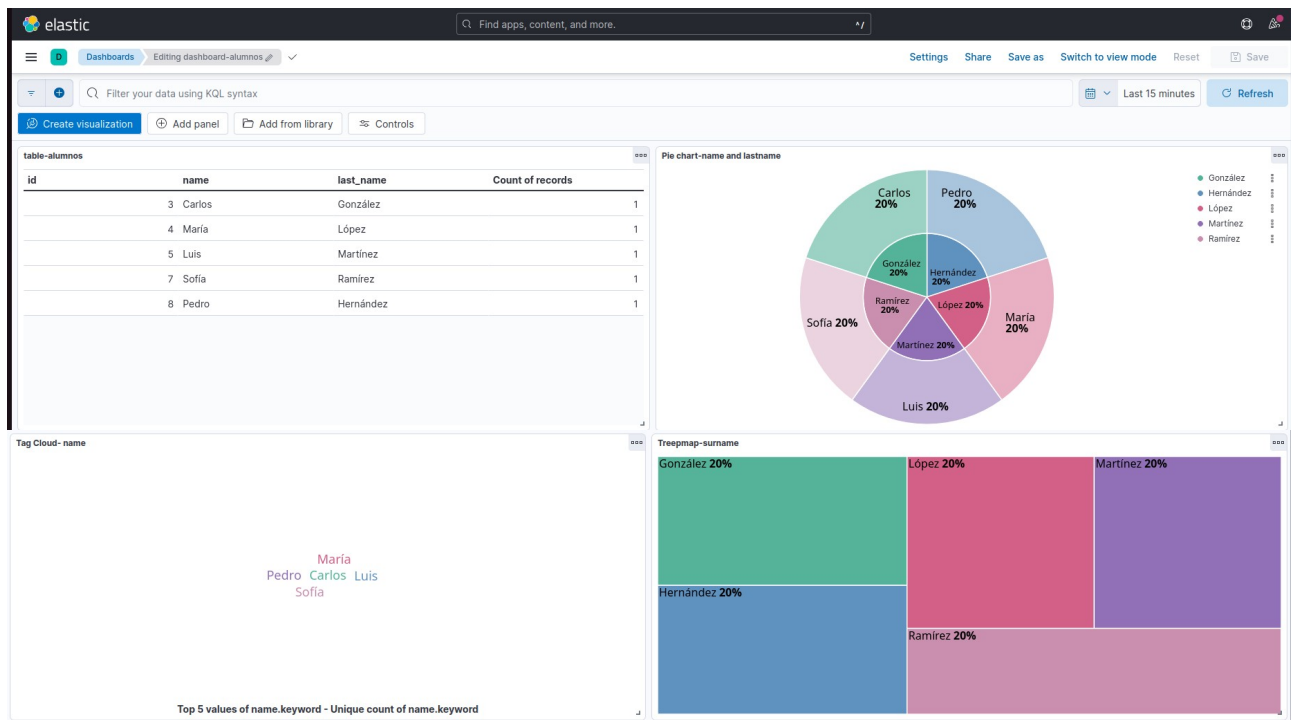 elastic
Find apps, content, and more.
^/
D
Dashboards
Editing dashboard-alumnos
Settings
Share
Save as
Switch to view mode
Reset
Save
Filter your data using KQL syntax
Last 15 minutes
Refresh
Create visualization
Add panel
Add from library
Controls
table-alumnos
id name last_name Count of records
3 Carlos González 1
4 María López 1
5 Luis Martínez 1
7 Sofía Ramírez 1
8 Pedro Hernández 1
Pie chart-name and lastname
Carlos
20%
Pedro
20%
González
20%
Hernández
20%
Ramírez
20%
López 20%
Sofía 20%
María
20%
Martínez 20%
Luis 20%
González
Hernández
López
Martínez
Ramírez
Tag Cloud- name
María
Pedro Carlos Luis
Sofía
Top 5 values of name.keyword - Unique count of name.keyword
Treepmap-surname
González 20%
López 20%
Martínez 20%
Hernández 20%
Ramírez 20%